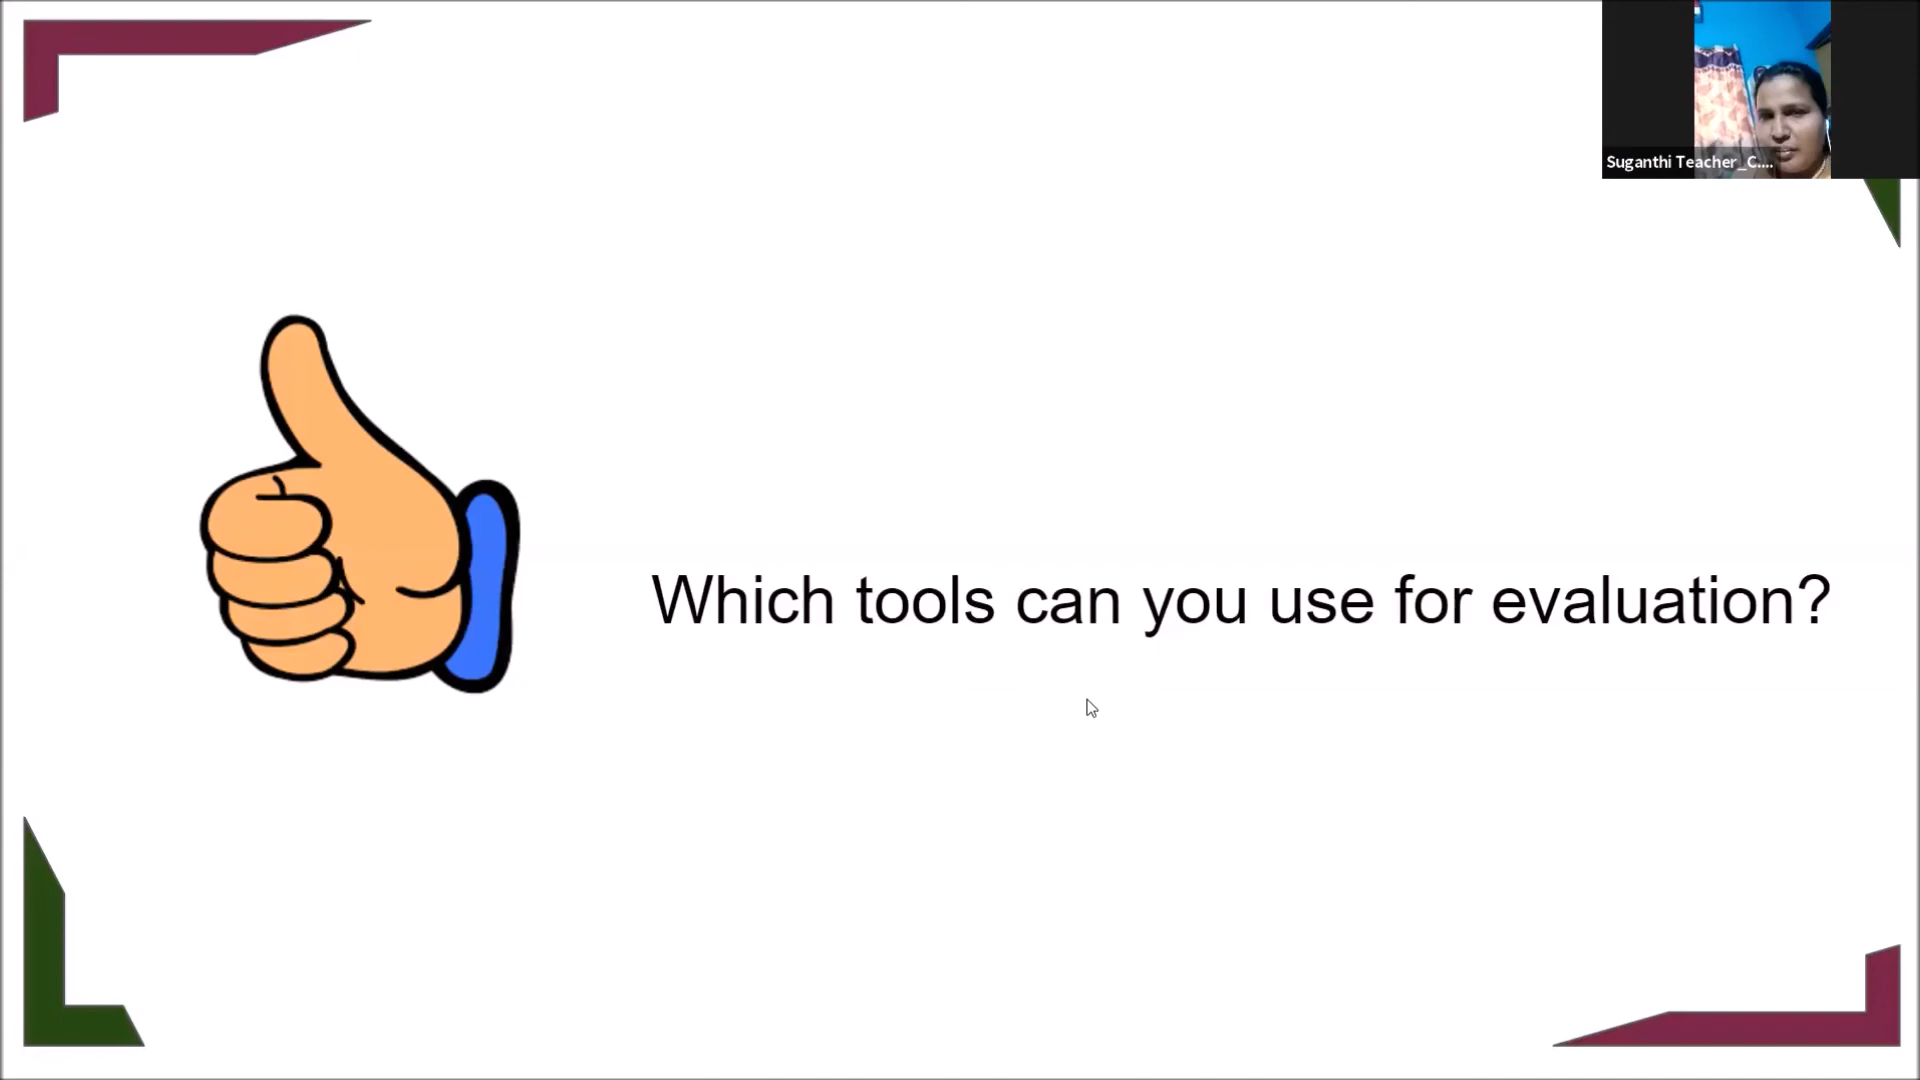 Suganthi Teacher_C....
Which tools can you use for evaluation?